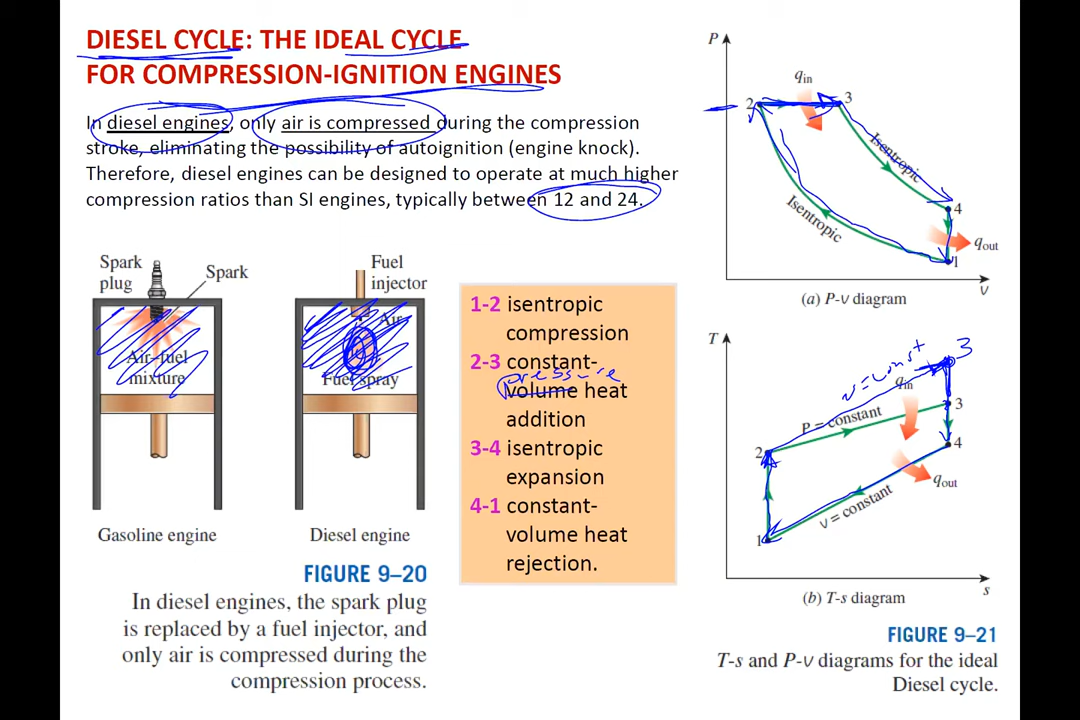 DIESEL CYCLE: THE IDEAL CYCLE
FOR COMPRESSION-IGNITION ENGINES
In diesel engines, only air is compressed during the compression
stroke, eliminating the possibility of autoignition (engine knock).
Therefore, diesel engines can be designed to operate at much higher
compression ratios than SI engines, typically between 12 and 24.
Spark
plug
Spark
Air–fuel
mixture
Gasoline engine
Fuel
injector
Air
Fuel spray
Diesel engine
FIGURE 9–20
In diesel engines, the spark plug
is replaced by a fuel injector, and
only air is compressed during the
compression process.
1-2 isentropic
compression
2-3 constant-
pressure
volume heat
addition
3-4 isentropic
expansion
4-1 constant-
volume heat
rejection.
P
qin
2
3
Isentropic
Isentropic
4
qout
1
v
(a) P-v diagram
T
3
v=const
qin
3
P = constant
2
4
qout
v = constant
1
s
(b) T-s diagram
FIGURE 9–21
T-s and P-v diagrams for the ideal
Diesel cycle.